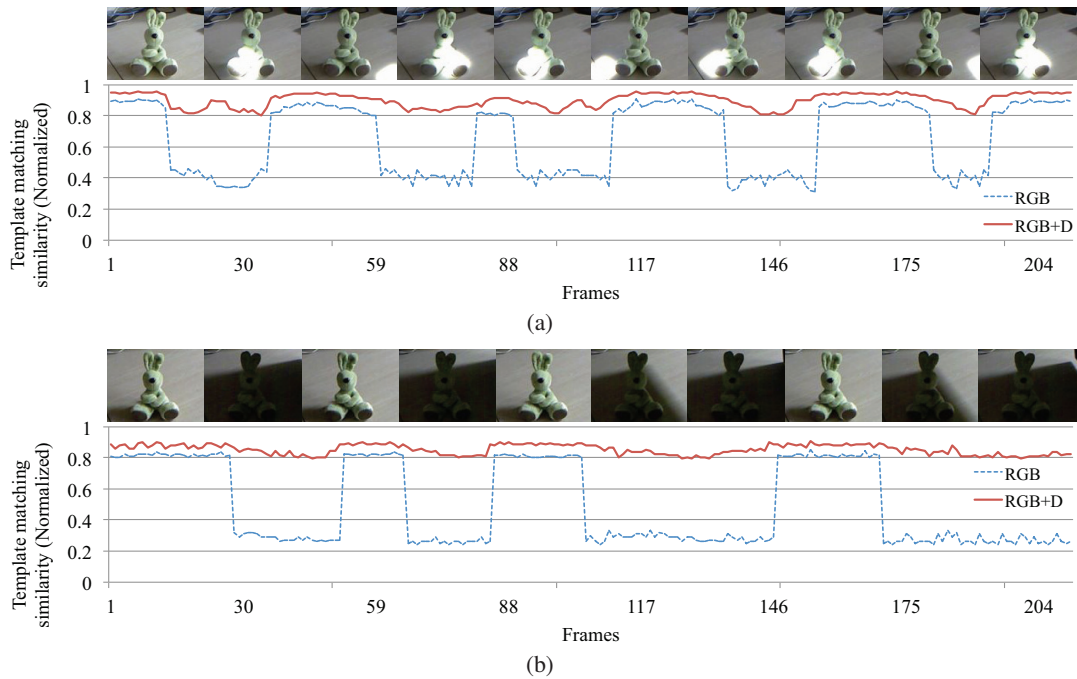 Template matching
similarity (Normalized)
1
0.8
0.6
0.4
0.2
0
RGB
RGB+D
1 30 59 88 117 146 175 204
Frames
(a)
Template matching
similarity (Normalized)
1
0.8
0.6
0.4
0.2
0
RGB
RGB+D
1 30 59 88 117 146 175 204
Frames
(b)